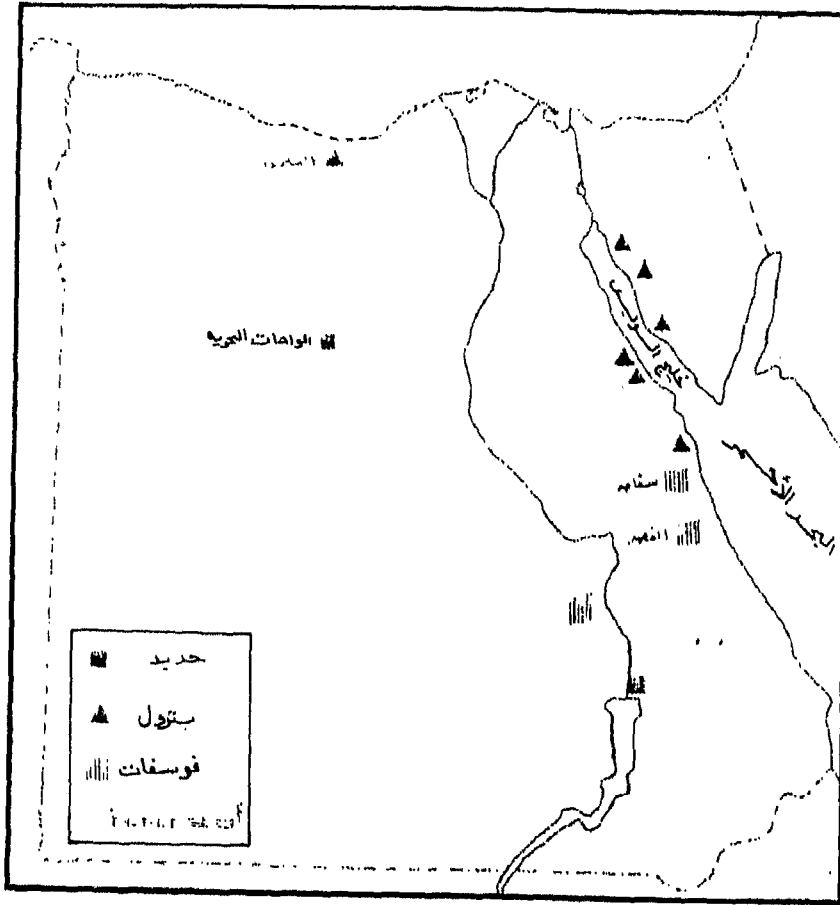 الواحات البحرية
خليج السويس
سفاجه
البحر الأحمر
القصير
حديد
بترول
فوسفات